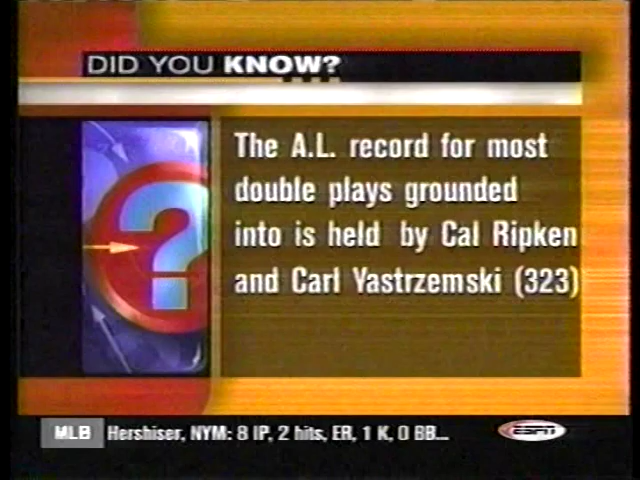 DID YOU KNOW?
The A.L. record for most
double plays grounded
into is held by Cal Ripken
and Carl Yastrzemski (323)
?
MLB Hershiser, NYM: 8 IP, 2 hits, ER, 1 K, 0 BB... ESPN